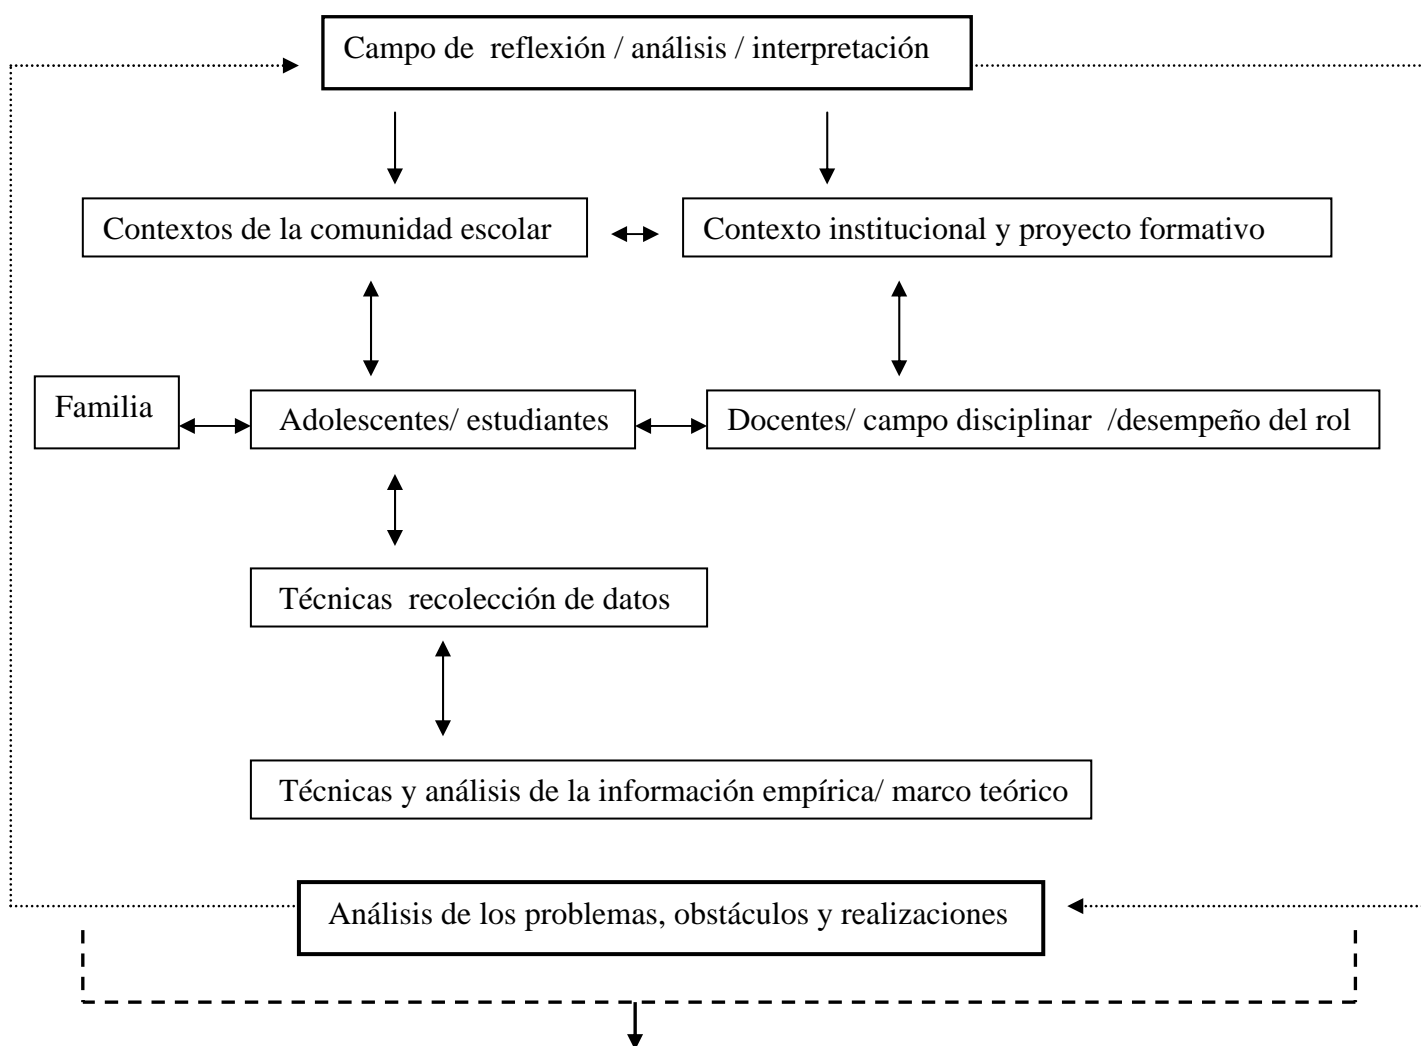 Campo de  reflexión / análisis / interpretación
Contextos de la comunidad escolar
Contexto institucional y proyecto formativo
Familia
Adolescentes/ estudiantes
Docentes/ campo disciplinar  /desempeño del rol
Técnicas  recolección de datos
Técnicas y análisis de la información empírica/ marco teórico
Análisis de los problemas, obstáculos y realizaciones